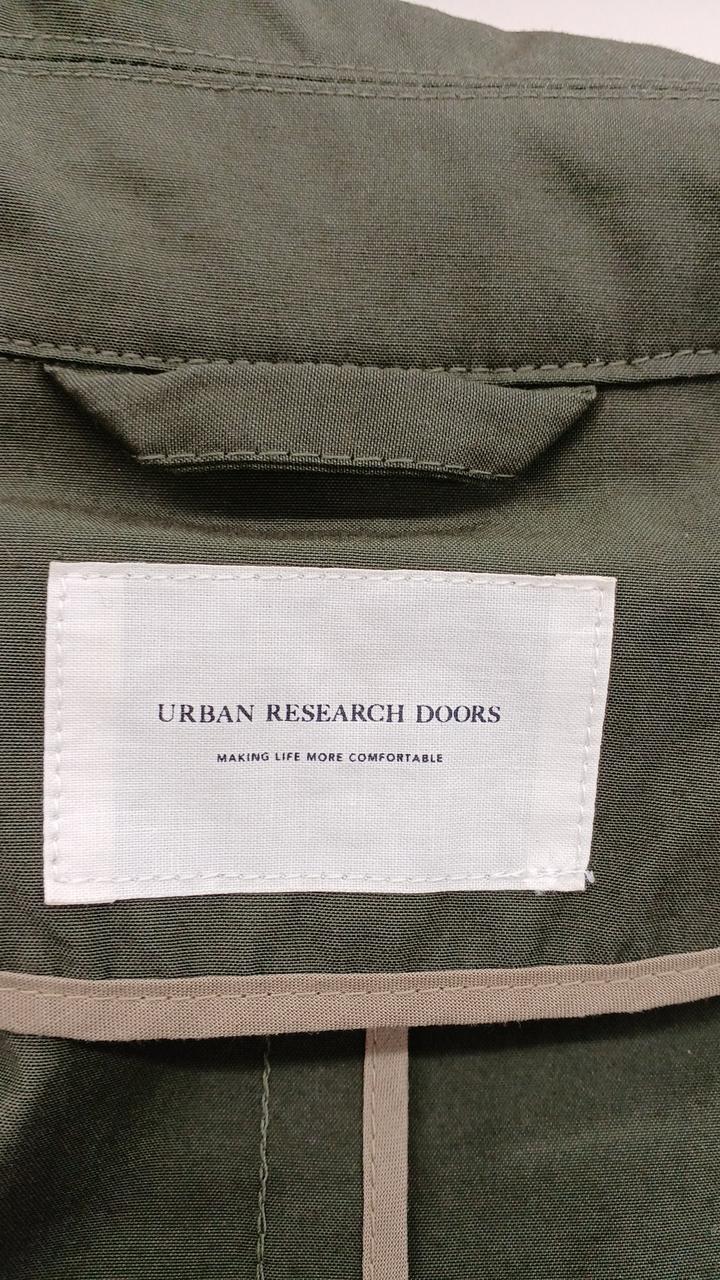 URBAN RESEARCH DOORS
MAKING LIFE MORE COMFORTABLE